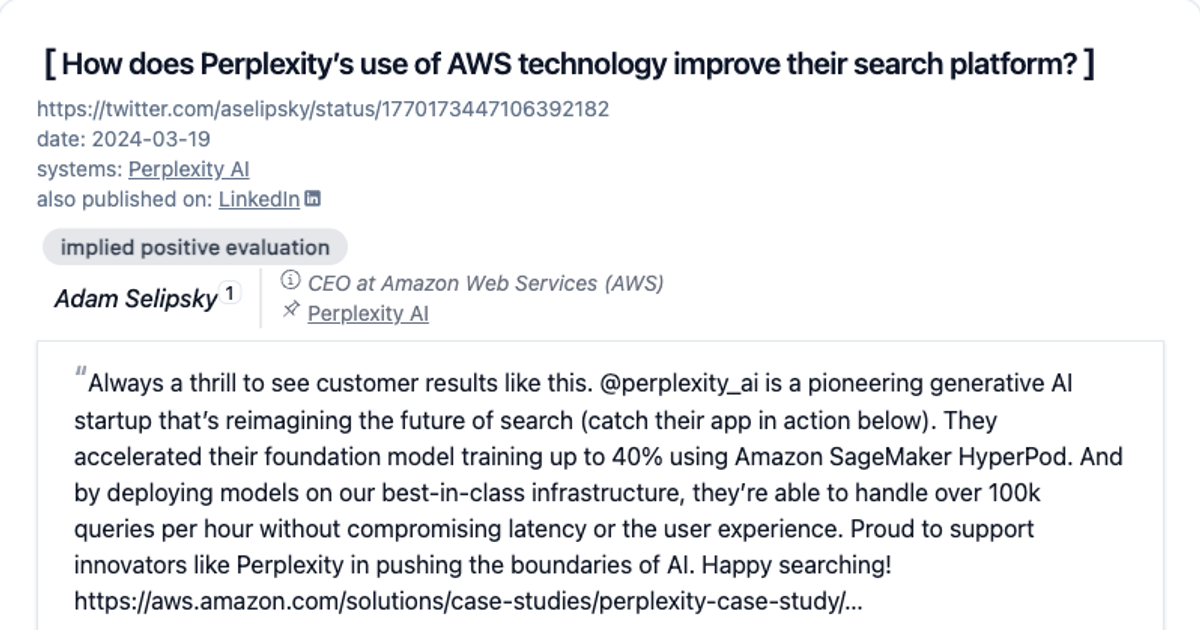 [ How does Perplexity’s use of AWS technology improve their search platform? ]
https://twitter.com/aselipsky/status/1770173447106392182
date: 2024-03-19
systems: Perplexity AI
also published on: LinkedIn in
implied positive evaluation
Adam Selipsky 1
CEO at Amazon Web Services (AWS)
Perplexity AI
“Always a thrill to see customer results like this. @perplexity_ai is a pioneering generative AI
startup that’s reimagining the future of search (catch their app in action below). They
accelerated their foundation model training up to 40% using Amazon SageMaker HyperPod. And
by deploying models on our best-in-class infrastructure, they’re able to handle over 100k
queries per hour without compromising latency or the user experience. Proud to support
innovators like Perplexity in pushing the boundaries of AI. Happy searching!
https://aws.amazon.com/solutions/case-studies/perplexity-case-study/...